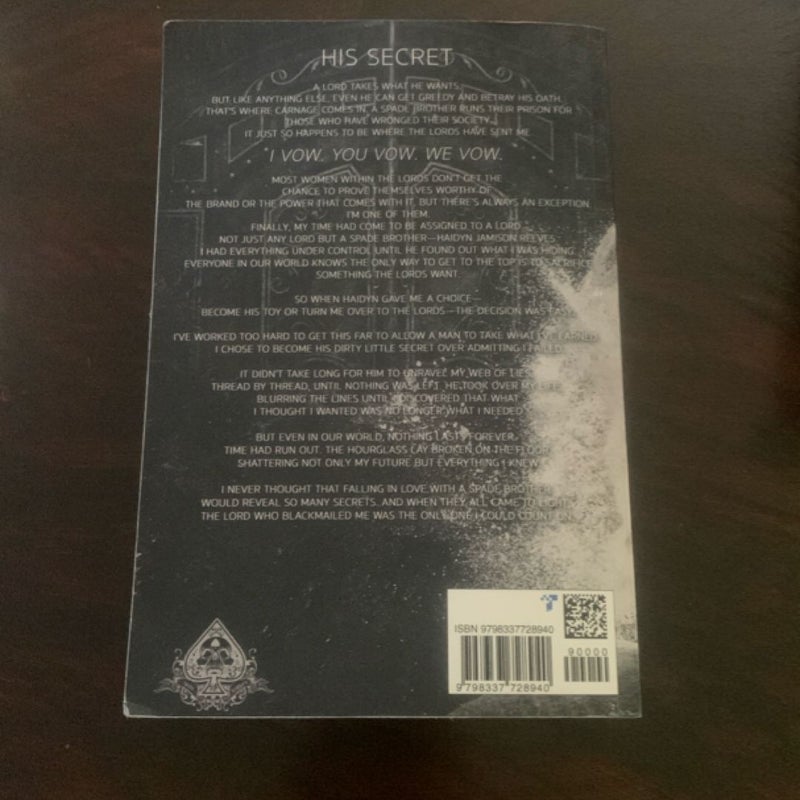 HIS SECRET
A LORD TAKES WHAT HE WANTS.
BUT LIKE ANYTHING ELSE, EVEN HE CAN GET GREEDY AND BETRAY HIS OATH.
THAT'S WHERE CARNAGE COMES IN, A SPADE BROTHER RUNS THEIR PRISON FOR
THOSE WHO HAVE WRONGED THEIR SOCIETY.
IT JUST SO HAPPENS TO BE WHERE THE LORDS HAVE SENT ME.
"I VOW. YOU VOW. WE VOW.
MOST WOMEN WITHIN THE LORDS DON'T GET THE
CHANCE TO PROVE THEMSELVES WORTHY OF
THE BRAND OR THE POWER THAT COMES WITH IT, BUT THERE'S ALWAYS AN EXCEPTION
I'M ONE OF THEM.
FINALLY, MY TIME HAD COME TO BE ASSIGNED TO A LORD.
NOT JUST ANY LORD BUT A SPADE BROTHER—HAIDYN JAMISON REEVES.
I HAD EVERYTHING UNDER CONTROL UNTIL HE FOUND OUT WHAT I WAS HIDING.
EVERYONE IN OUR WORLD KNOWS THE ONLY WAY TO GET TO THE TOP IS TO SACRIFICE
SOMETHING THE LORDS WANT.
SO WHEN HAIDYN GAVE ME A CHOICE—
BECOME HIS TOY OR TURN ME OVER TO THE LORDS—THE DECISION WAS EASY.
I'VE WORKED TOO HARD TO GET THIS FAR TO ALLOW A MAN TO TAKE WHAT I'VE EARNED.
I CHOSE TO BECOME HIS DIRTY LITTLE SECRET OVER ADMITTING I FAILED.
IT DIDN'T TAKE LONG FOR HIM TO UNRAVEL MY WEB OF LIES,
THREAD BY THREAD, UNTIL NOTHING WAS LEFT. HE TOOK OVER MY LIFE,
BLURRING THE LINES UNTIL I DISCOVERED THAT WHAT
I THOUGHT I WANTED WAS NO LONGER WHAT I NEEDED.
BUT EVEN IN OUR WORLD, NOTHING LASTS FOREVER.
TIME HAD RUN OUT. THE HOURGLASS LAY BROKEN ON THE FLOOR
SHATTERING NOT ONLY MY FUTURE BUT EVERYTHING I KNEW.
I NEVER THOUGHT THAT FALLING IN LOVE WITH A SPADE BROTHER
WOULD REVEAL SO MANY SECRETS. AND WHEN THEY ALL CAME TO LIGHT,
THE LORD WHO BLACKMAILED ME WAS THE ONLY ONE I COULD COUNT ON.
ISBN 9798337728940
90000
9 798337 728940